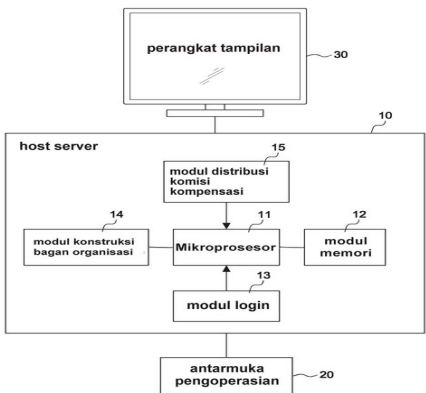 perangkat tampilan
30
10
host server
15
modul distribusi
komisi
kompensasi
14
11
12
modul konstruksi
bagan organisasi
Mikroprosesor
modul
memori
13
modul login
antarmuka
pengoperasian
20